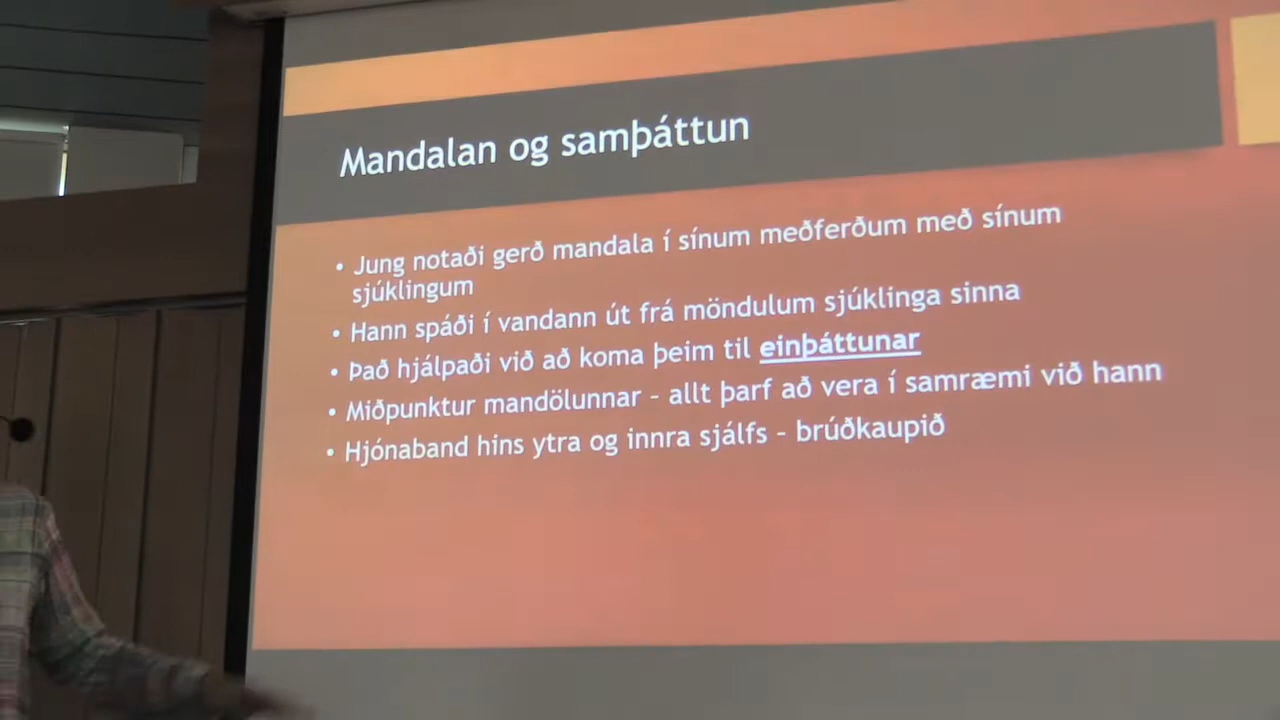 Mandalan og samþáttun
• Jung notaði gerð mandala í sínum meðferðum með sínum
sjúklingum
• Hann spáði í vandann út frá möndulum sjúklinga sinna
• Það hjálpaði við að koma þeim til einþáttunar
• Miðpunktur mandölunnar – allt þarf að vera í samræmi við hann
• Hjónaband hins ytra og innra sjálfs – brúðkaupið